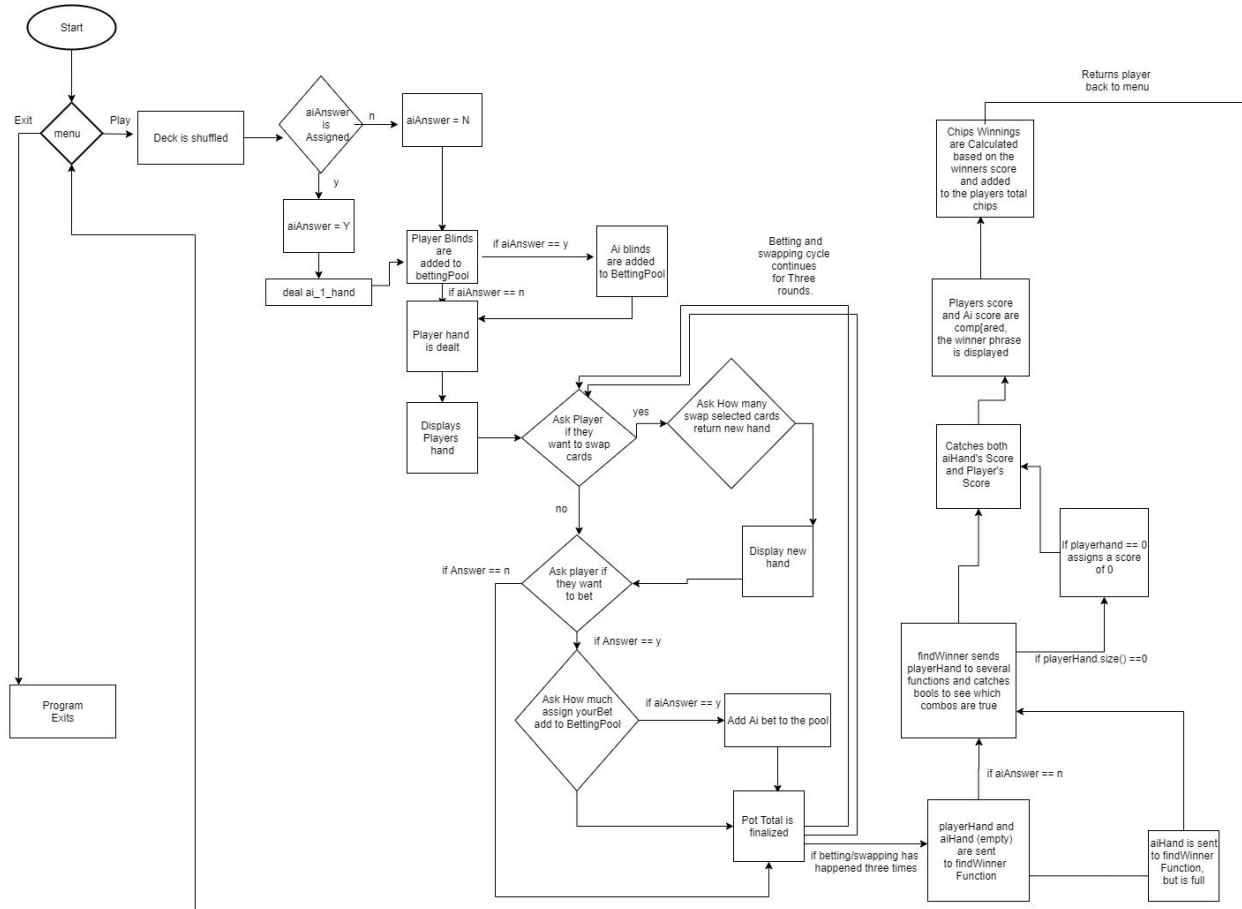 Start
Exit
menu
Play
Deck is shuffled
aiAnswer
is
Assigned
n
aiAnswer = N
y
aiAnswer = Y
deal ai_1_hand
Player Blinds
are
added to
bettingPool
if aiAnswer == y
Ai blinds
are added
to BettingPool
if aiAnswer == n
Player hand
is dealt
Displays
Players
hand
Betting and
swapping cycle
continues
for Three
rounds.
Ask Player
if they
want to swap
cards
yes
Ask How many
swap selected cards
return new hand
no
Display new
hand
if Answer == n
Ask player if
they want
to bet
if Answer == y
Ask How much
assign yourBet
add to BettingPool
if aiAnswer == y
Add Ai bet to the pool
Pot Total is
finalized
if betting/swapping has
happened three times
playerHand and
aiHand (empty)
are sent
to findWinner
Function
aiHand is sent
to findWinner
Function,
but is full
if aiAnswer == n
findWinner sends
playerHand to several
functions and catches
bools to see which
combos are true
if playerHand.size() ==0
If playerhand == 0
assigns a score
of 0
Catches both
aiHand's Score
and Player's
Score
Players score
and Ai score are
comp[ared,
the winner phrase
is displayed
Chips Winnings
are Calculated
based on the
winners score
and added
to the players total
chips
Returns player
back to menu
Program
Exits